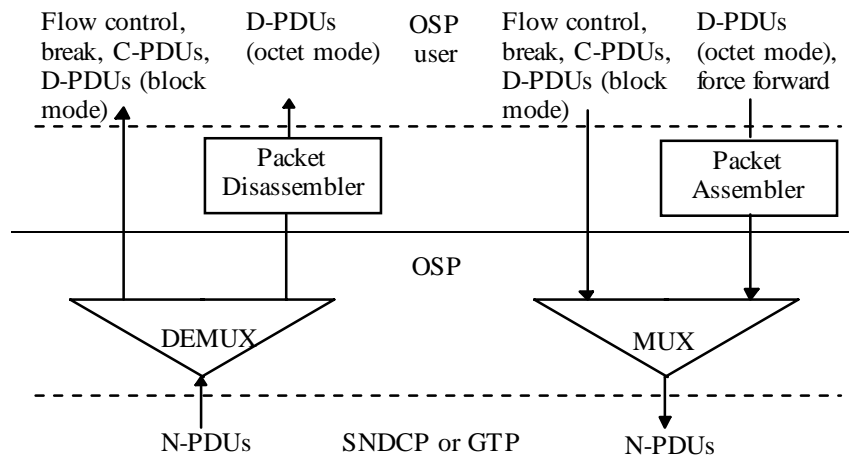 Flow control,
break, C-PDUs,
D-PDUs (block
mode)
D-PDUs
(octet mode)
OSP
user
Flow control,
break, C-PDUs,
D-PDUs (block
mode)
D-PDUs
(octet mode),
force forward
Packet
Disassembler
Packet
Assembler
OSP
DEMUX
MUX
N-PDUs
SNDCP or GTP
N-PDUs